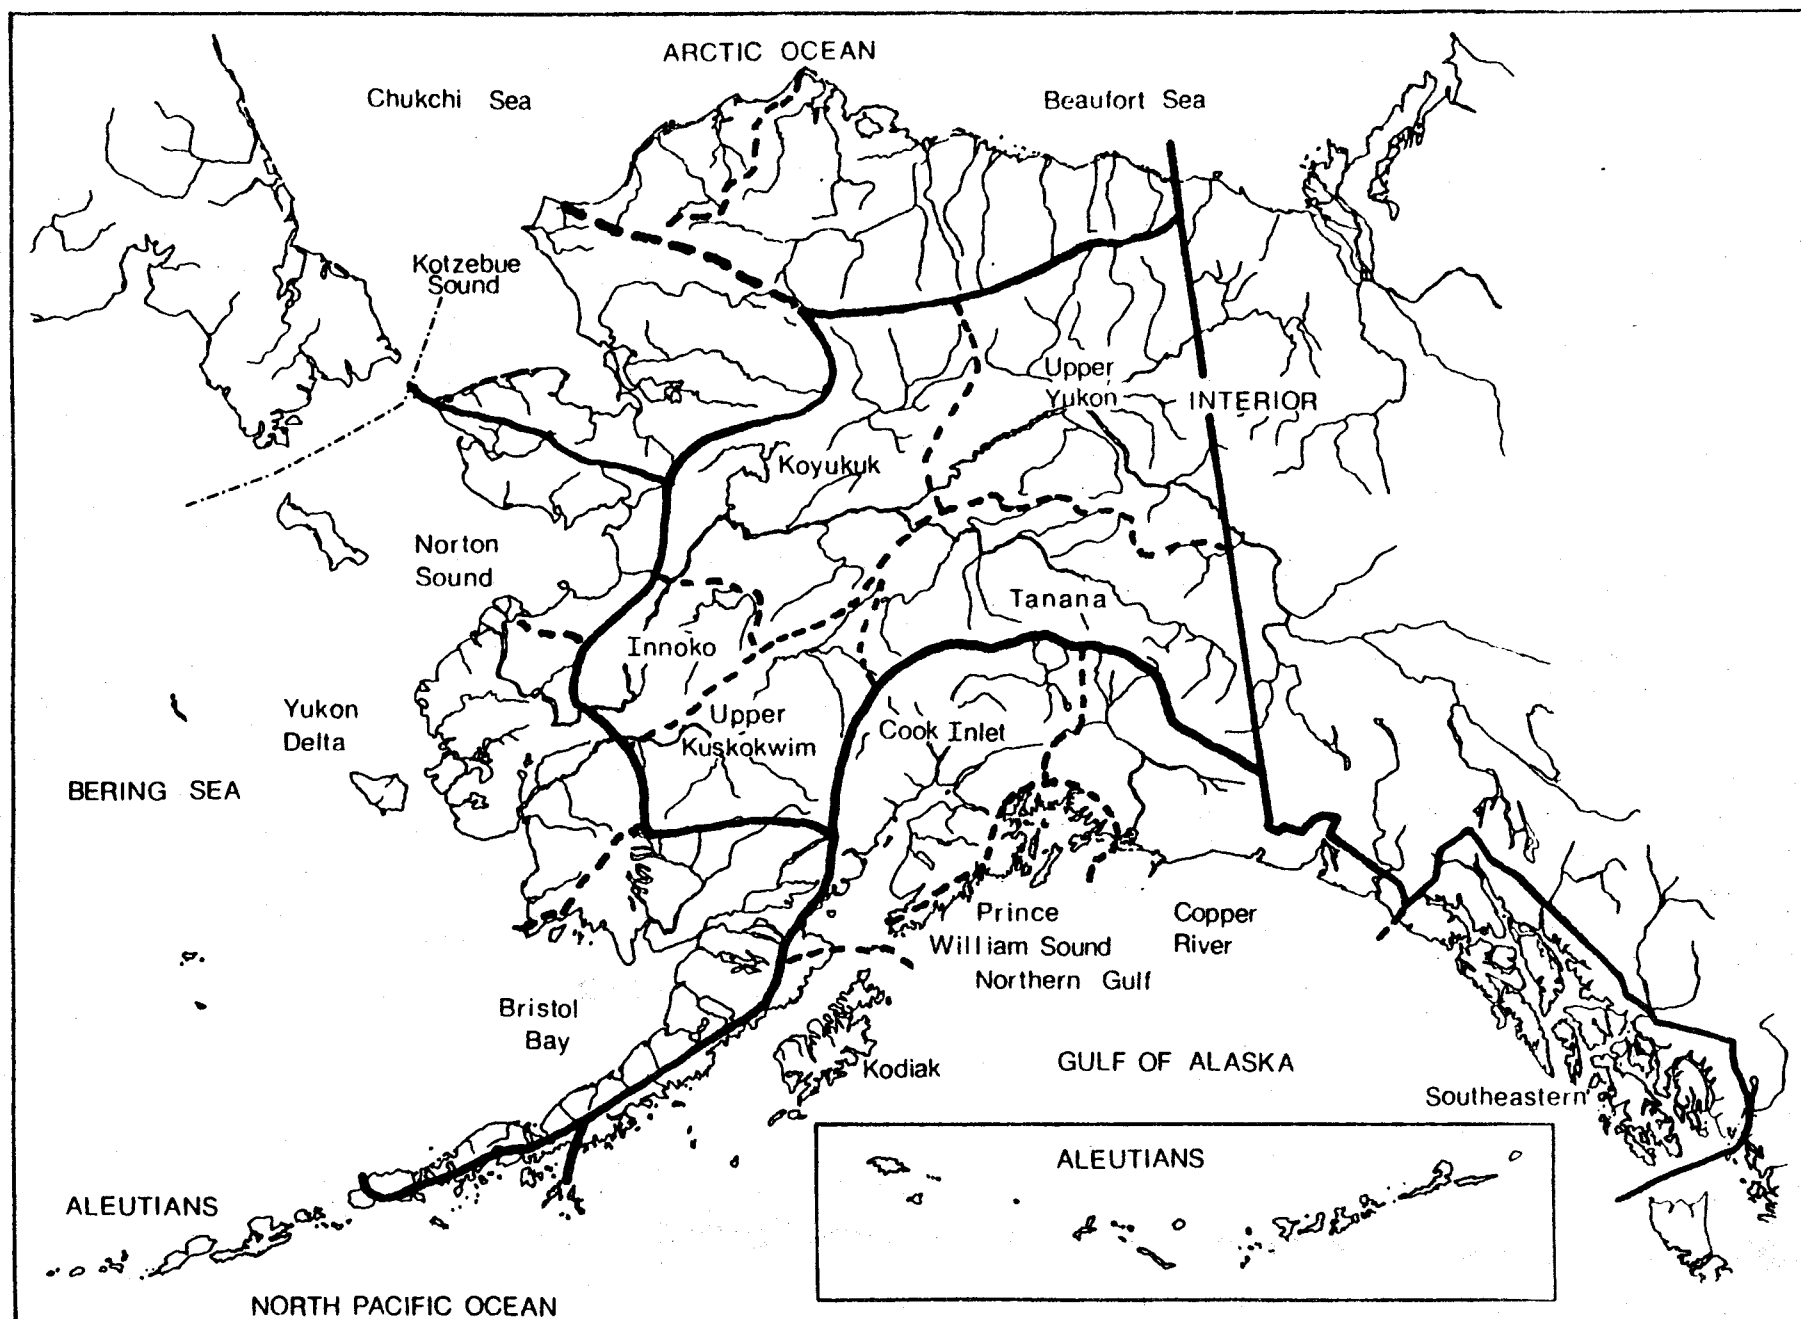 ARCTIC OCEAN
Chukchi Sea
Beaufort Sea
Kotzebue
Sound
Upper
Yukon
INTERIOR
Koyukuk
Norton
Sound
Tanana
Innoko
Yukon
Delta
Upper
Kuskokwim
Cook Inlet
BERING SEA
Prince
William Sound
Northern Gulf
Copper
River
Bristol
Bay
Kodiak
GULF OF ALASKA
Southeastern
ALEUTIANS
ALEUTIANS
NORTH PACIFIC OCEAN